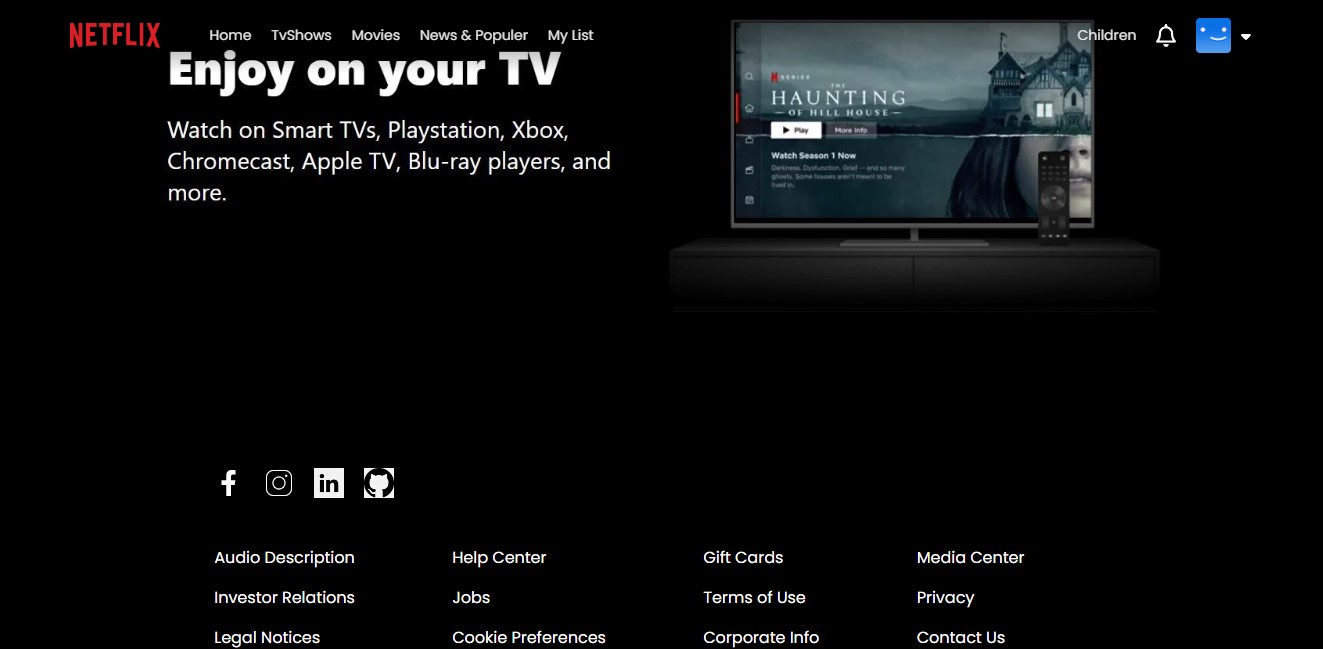 NETFLIX Home TvShows Movies News & Populer My List Children
Enjoy on your TV
Watch on Smart TVs, Playstation, Xbox,
Chromecast, Apple TV, Blu-ray players, and
more.
N SERIES
THE
HAUNTING
OF HILL HOUSE
Play More Info
Watch Season 1 Now
Darkness. Dysfunction. Grief — and so many
ghosts. Some houses aren't meant to be
lived in.
in
Audio Description Help Center Gift Cards Media Center
Investor Relations Jobs Terms of Use Privacy
Legal Notices Cookie Preferences Corporate Info Contact Us